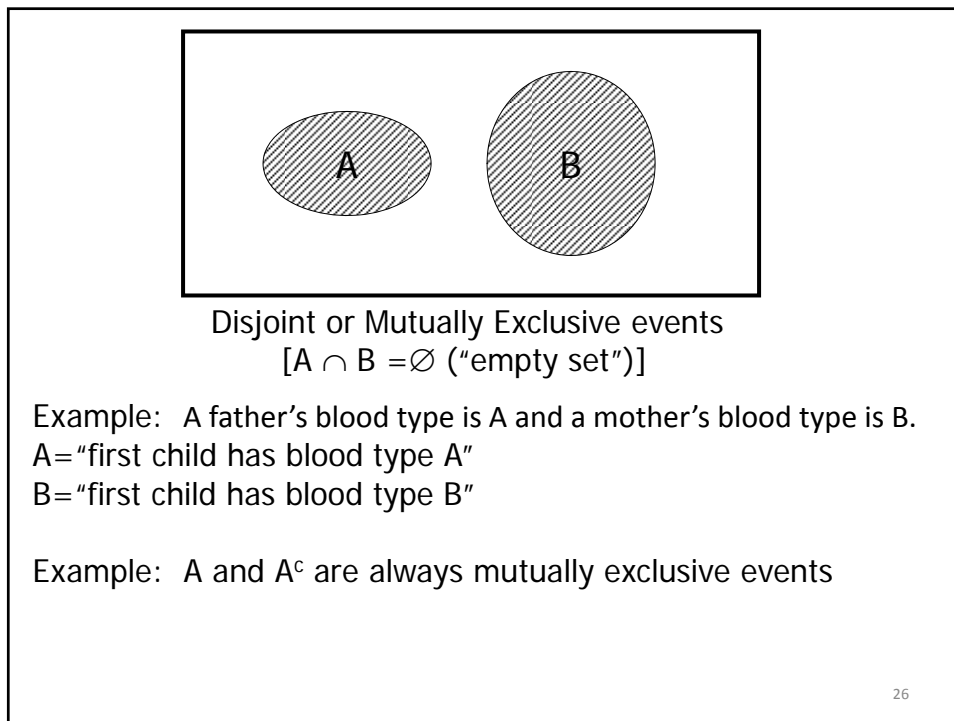 A B
Disjoint or Mutually Exclusive events
[A ∩ B =∅ (“empty set”)]
Example: A father’s blood type is A and a mother’s blood type is B.
A=“first child has blood type A”
B=“first child has blood type B”
Example: A and Aᶜ are always mutually exclusive events
26